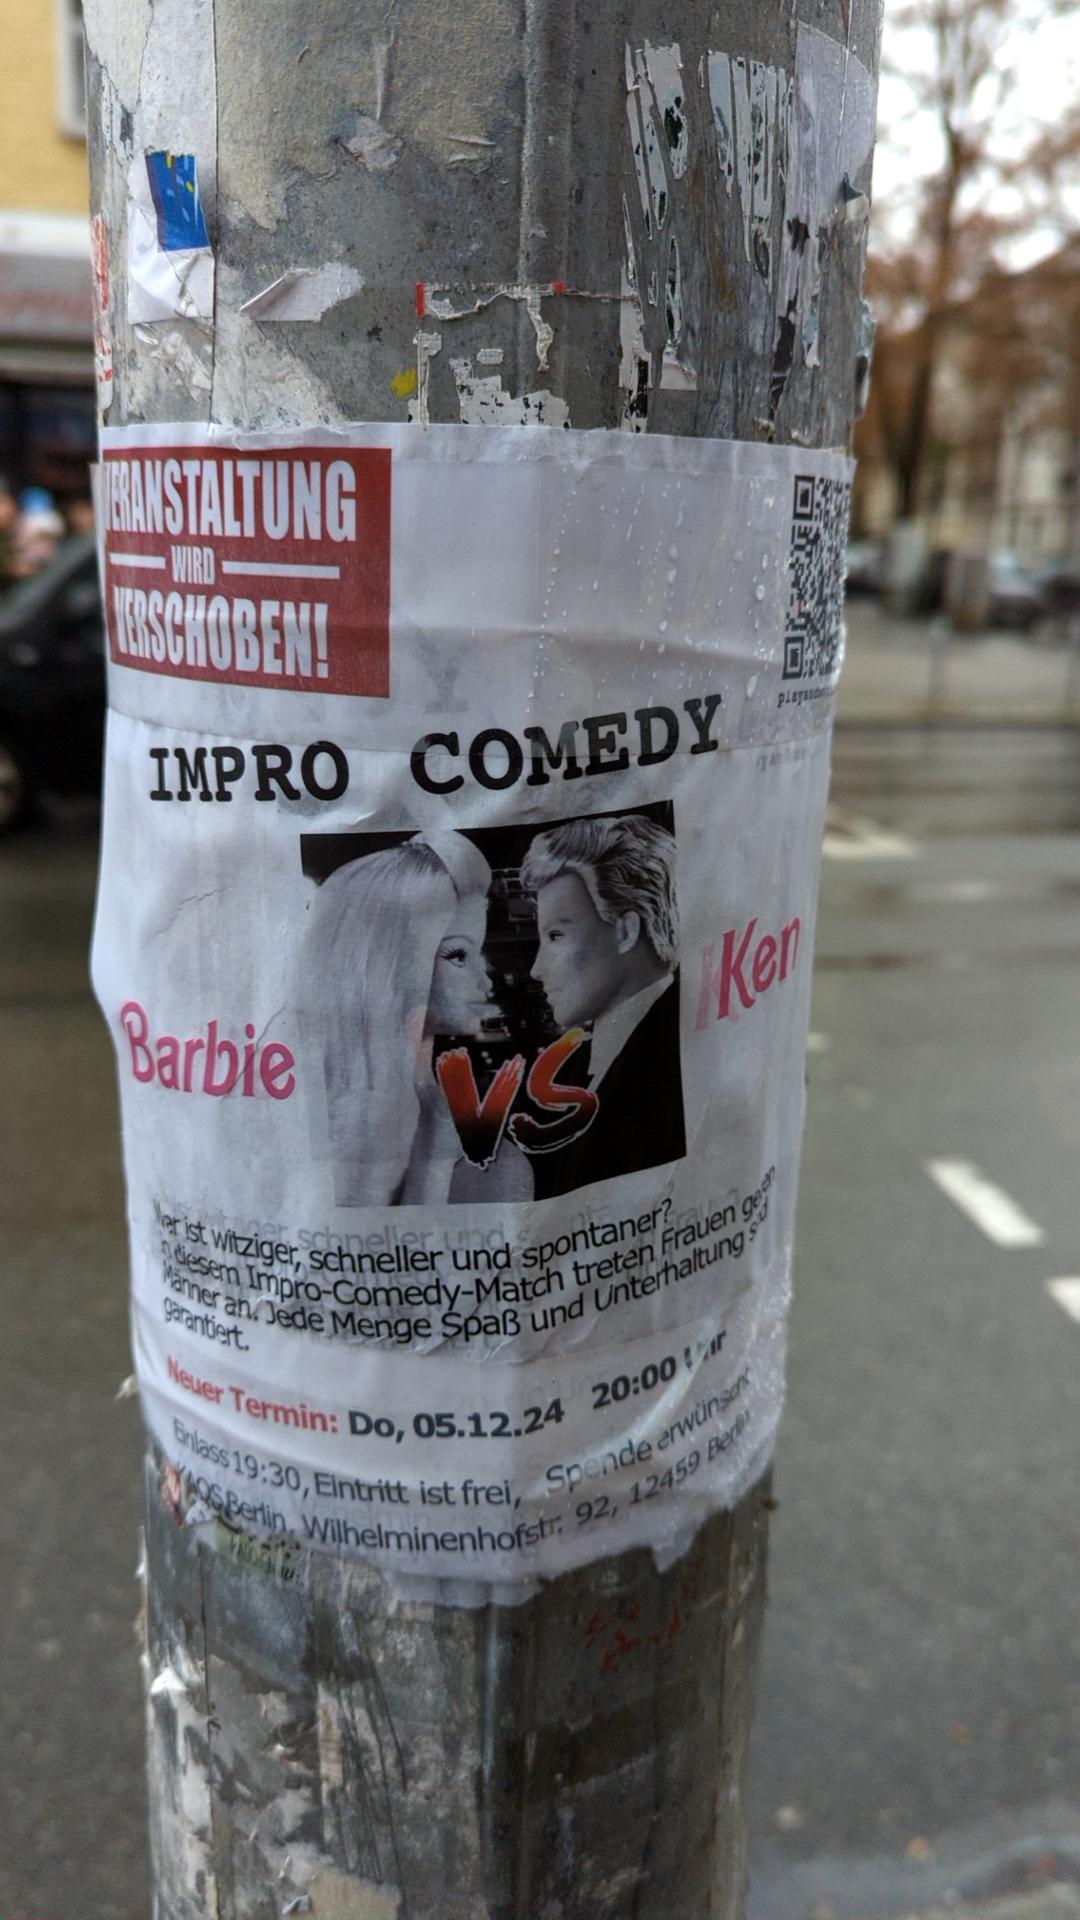 VERANSTALTUNG
WIRD
VERSCHOBEN!
IMPRO COMEDY
Barbie
VS
Ken
Wer ist witziger, schneller und spontaner?
In diesem Impro-Comedy-Match treten Frauen gegen
Männer an. Jede Menge Spaß und Unterhaltung sind
garantiert.
Neuer Termin: Do, 05.12.24 20:00 Uhr
Einlass 19:30, Eintritt ist frei, Spende erwünscht
Berlin, Wilhelminenhofstr. 92, 12459 Berlin